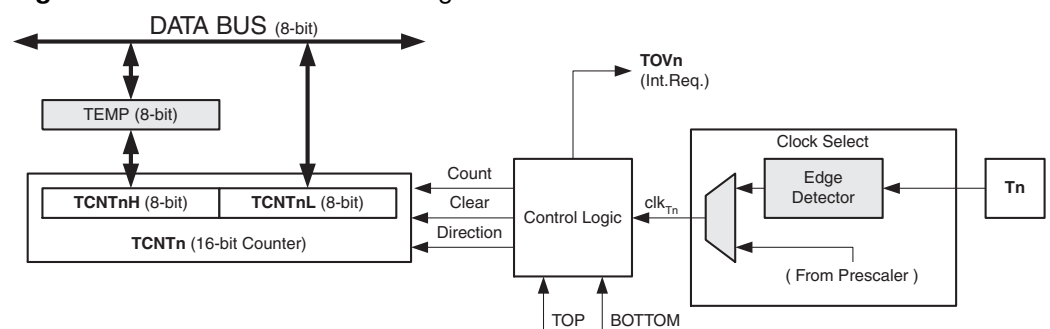 DATA BUS (8-bit)
TOVn
(Int.Req.)
TEMP (8-bit)
Clock Select
Count
Edge
Detector
Tn
TCNTnH (8-bit) TCNTnL (8-bit)
Clear
Control Logic
clkTn
TCNTn (16-bit Counter)
Direction
( From Prescaler )
TOP BOTTOM